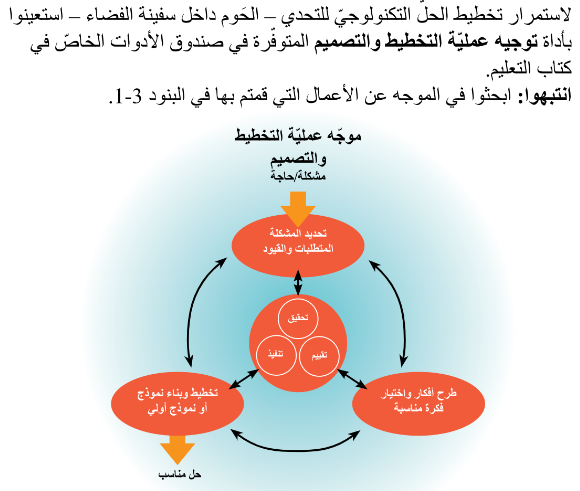 لاستمرار تخطيط الحلّ التكنولوجيّ للتحدي – الحَوم داخل سفينة الفضاء – استعينوا
بأداة توجيه عمليّة التخطيط والتصميم المتوفّرة في صندوق الأدوات الخاصّ في
كتاب التعليم.
انتبهوا: ابحثوا في الموجه عن الأعمال التي قمتم بها في البنود 3-1.
موجّه عمليّة التخطيط
والتصميم
مشكلة/حاجة
تحديد المشكلة
المتطلبات والقيود
تحقيق
تنفيذ
تقييم
تخطيط وبناء نموذج
أو نموذج أولي
طرح افكار واختيار
فكرة مناسبة
حل مناسب